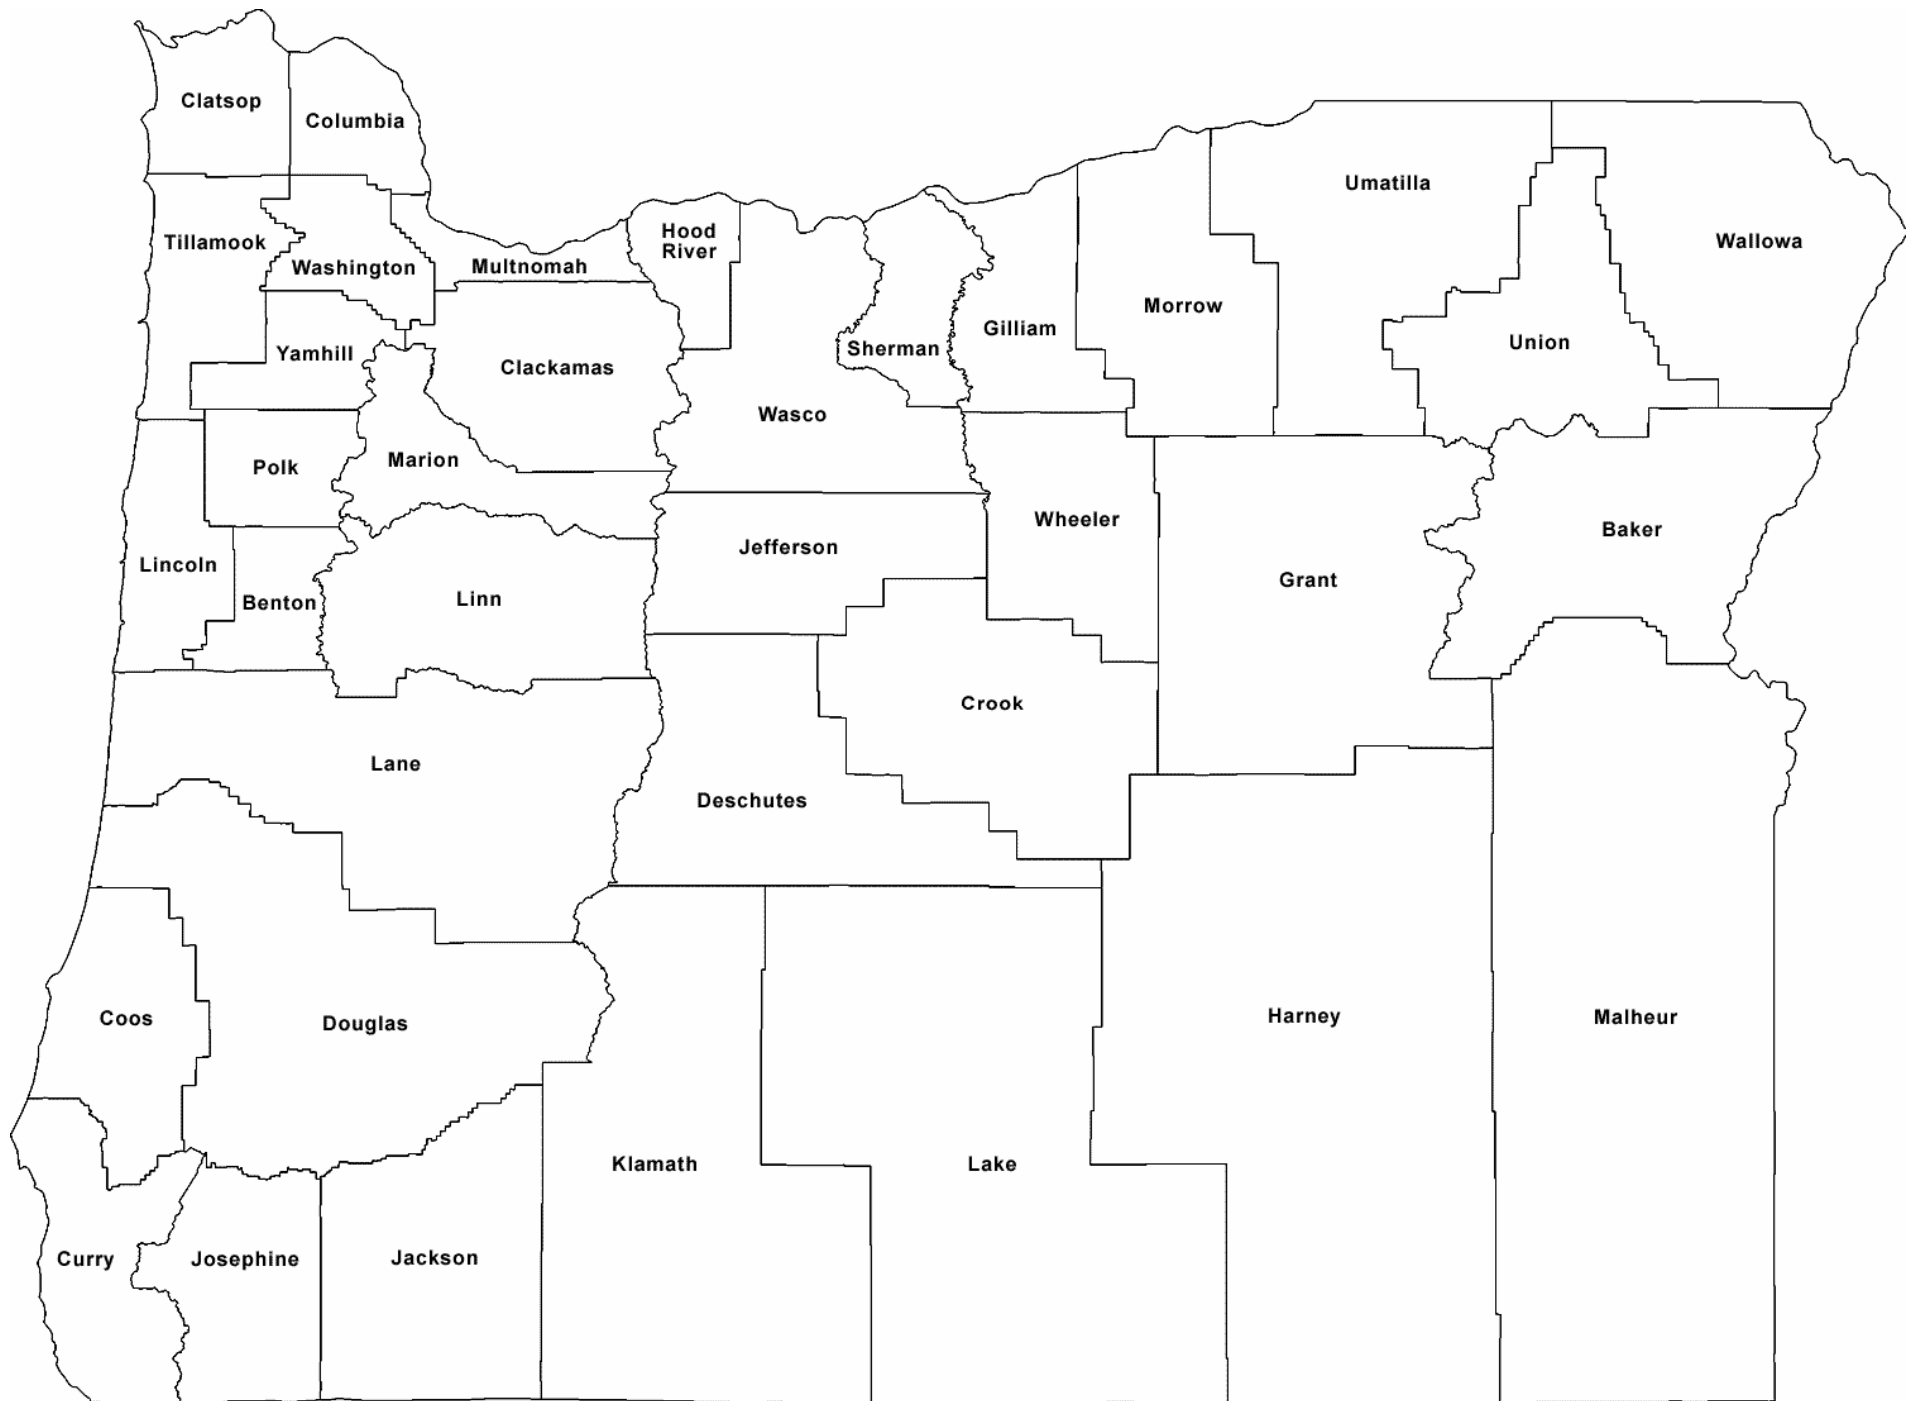 Clatsop
Columbia
Umatilla
Hood
River
Tillamook
Wallowa
Washington
Multnomah
Morrow
Gilliam
Union
Sherman
Yamhill
Clackamas
Wasco
Marion
Polk
Wheeler
Baker
Jefferson
Lincoln
Grant
Linn
Benton
Crook
Lane
Deschutes
Harney
Malheur
Coos
Douglas
Klamath
Lake
Jackson
Curry
Josephine